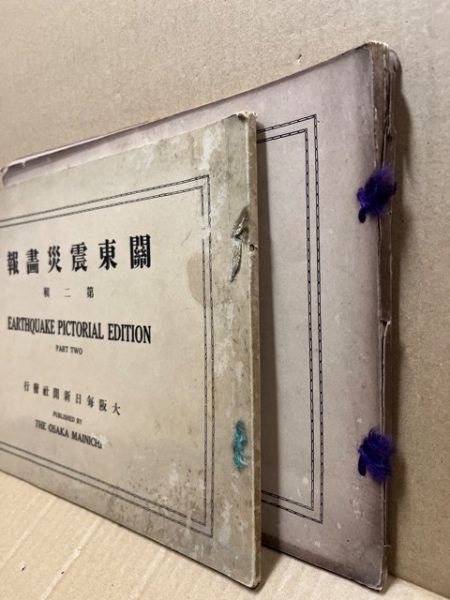 報畵災震東關
輯二第
EARTHQUAKE PICTORIAL EDITION
PART TWO
行發社聞新日每阪大
PUBLISHED BY
THE OSAKA MAINICHI